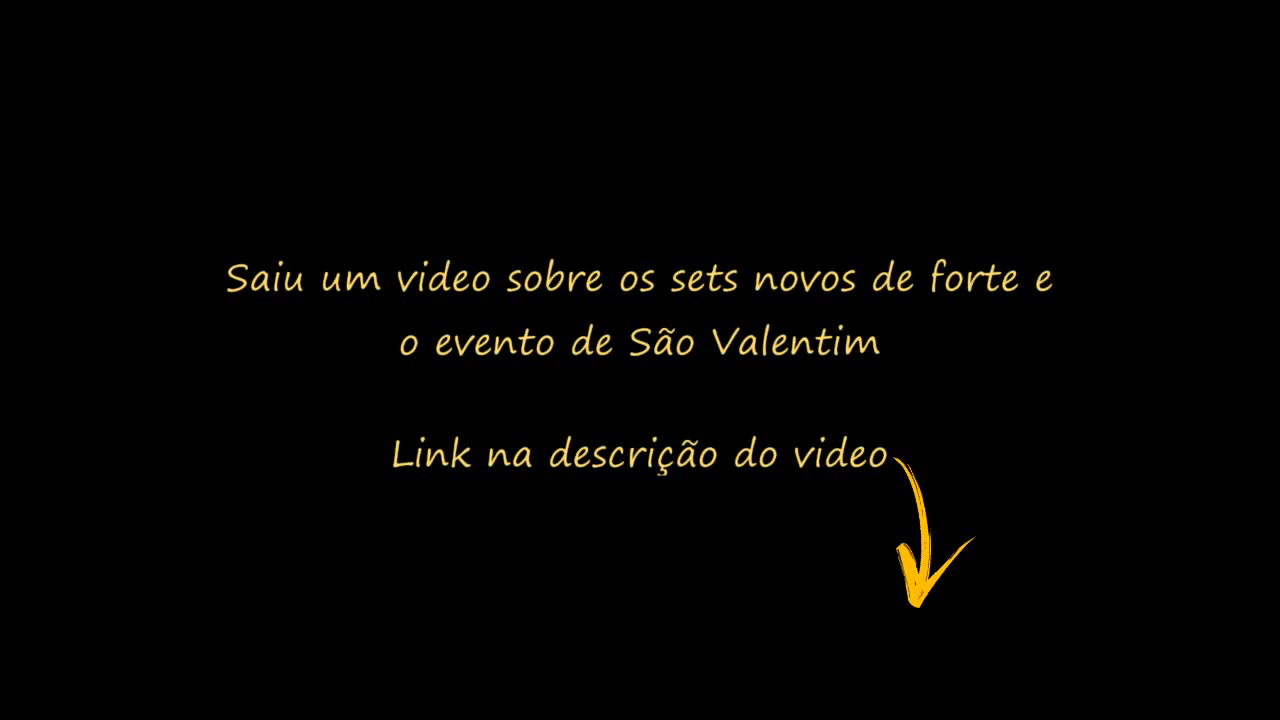 Saiu um video sobre os sets novos de forte e
o evento de São Valentim
Link na descrição do video